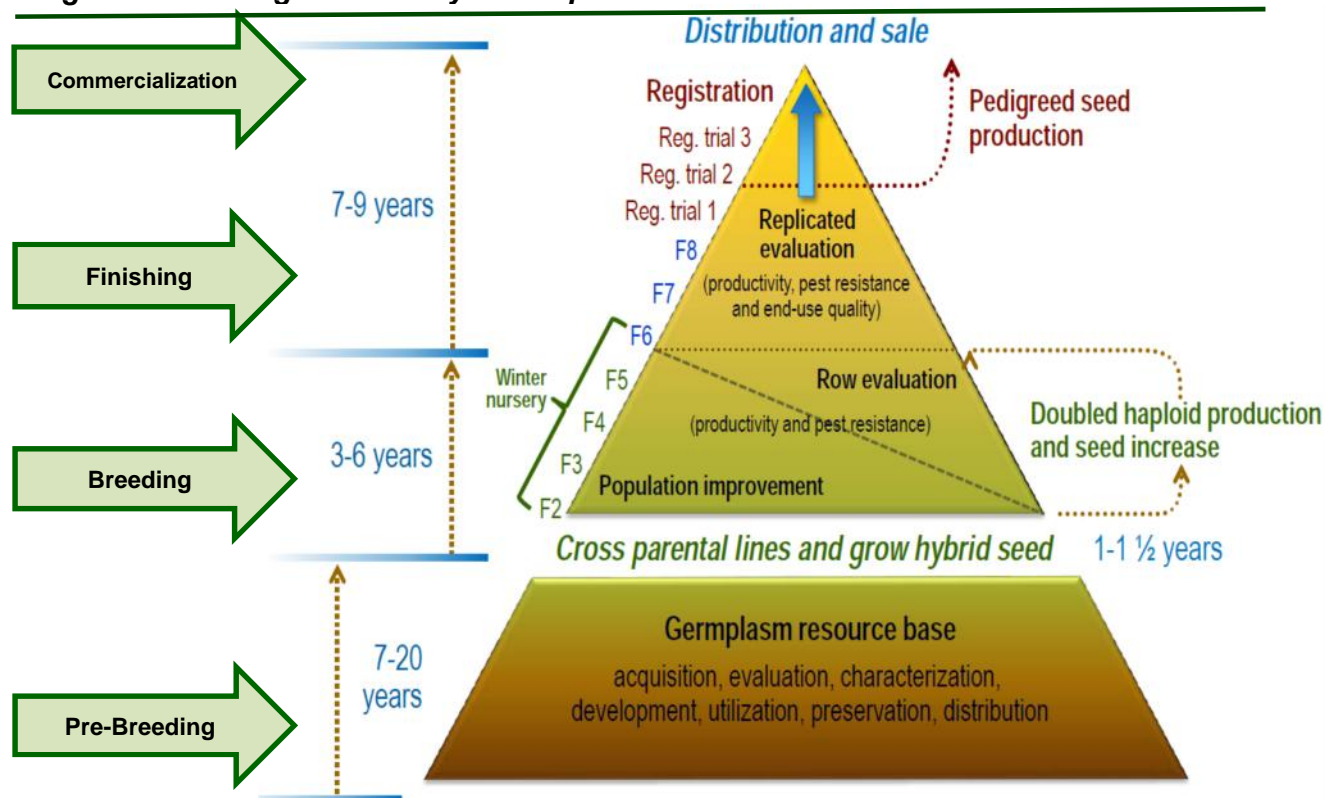 Distribution and sale
Commercialization
Registration
Reg. trial 3
Reg. trial 2
Reg. trial 1
Pedigreed seed
production
7-9 years
Finishing
F8
F7
F6
Replicated
evaluation
(productivity, pest resistance
and end-use quality)
Winter
nursery
F5
F4
F3
F2
Row evaluation
(productivity and pest resistance)
Population improvement
Doubled haploid production
and seed increase
3-6 years
Breeding
Cross parental lines and grow hybrid seed
1-1 ½ years
7-20
years
Pre-Breeding
Germplasm resource base
acquisition, evaluation, characterization,
development, utilization, preservation, distribution